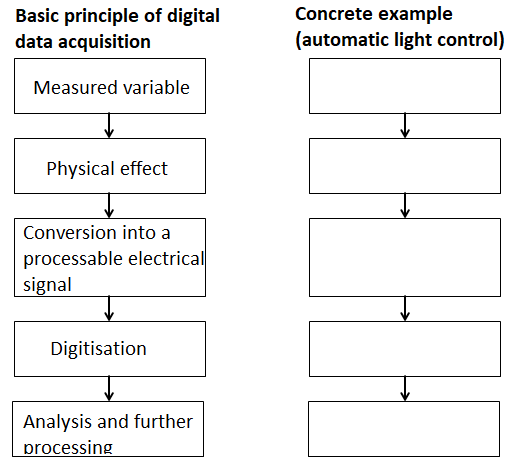 Basic principle of digital
data acquisition
Concrete example
(automatic light control)
Measured variable
Physical effect
Conversion into a
processable electrical
signal
Digitisation
Analysis and further
processing